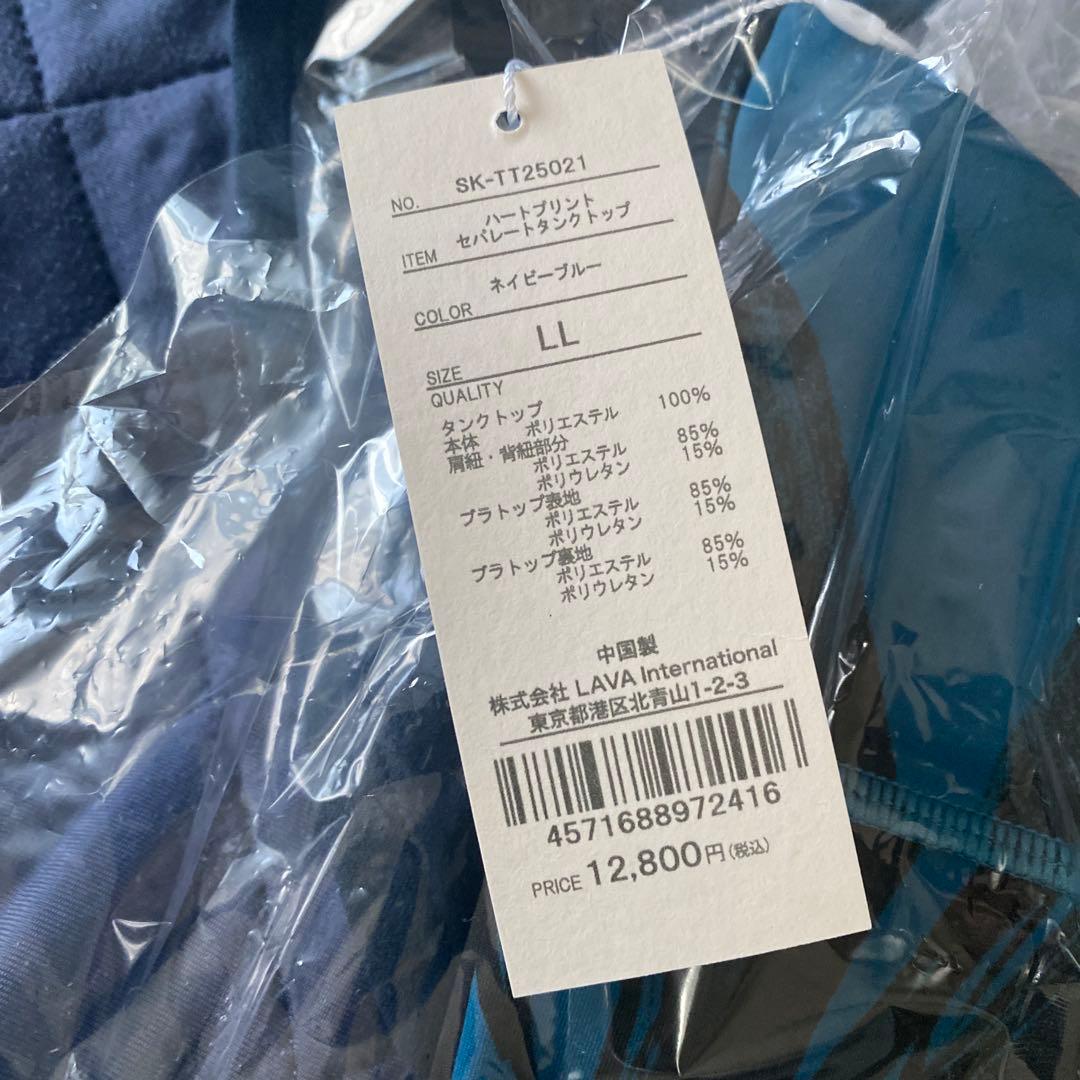 NO. SK-TT25021
ハートプリント
ITEM セパレートタンクトップ
COLOR ネイビーブルー
SIZE LL
QUALITY
タンクトップ
本体 ポリエステル 100%
肩紐・背紐部分
ポリエステル 85%
ポリウレタン 15%
ブラトップ表地
ポリエステル 85%
ポリウレタン 15%
ブラトップ裏地
ポリエステル 85%
ポリウレタン 15%
中国製
株式会社 LAVA International
東京都港区北青山1-2-3
4571688972416
PRICE 12,800円(税込)